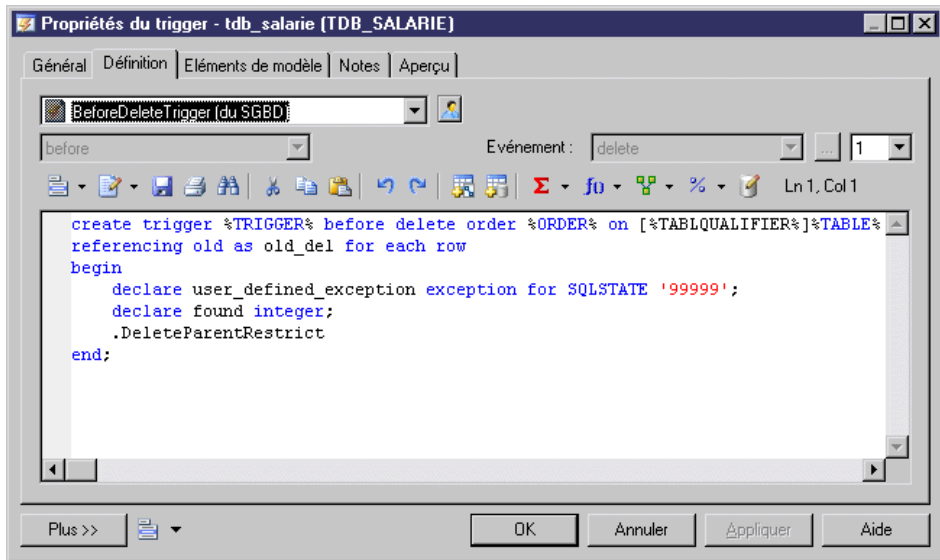 Propriétés du trigger - tdb_salarie (TDB_SALARIE)
Général Définition Eléments de modèle Notes Aperçu
BeforeDeleteTrigger (du SGBD)
before Evénement : delete ... 1
Ln 1, Col 1
create trigger %TRIGGER% before delete order %ORDER% on [%TABLQUALIFIER%]%TABLE%
referencing old as old_del for each row
begin
declare user_defined_exception exception for SQLSTATE '99999';
declare found integer;
.DeleteParentRestrict
end;
Plus >> OK Annuler Appliquer Aide